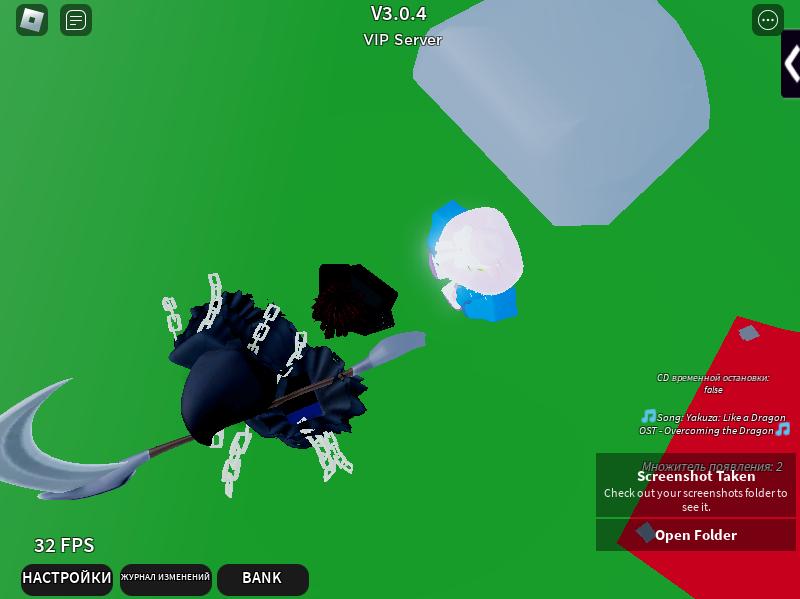 V3.0.4
VIP Server
CD временной остановки:
false
🎵Song: Yakuza: Like a Dragon
OST - Overcoming the Dragon🎵
Множитель появления: 2
Screenshot Taken
Check out your screenshots folder to
see it.
Open Folder
32 FPS
НАСТРОЙКИ
ЖУРНАЛ ИЗМЕНЕНИЙ
BANK